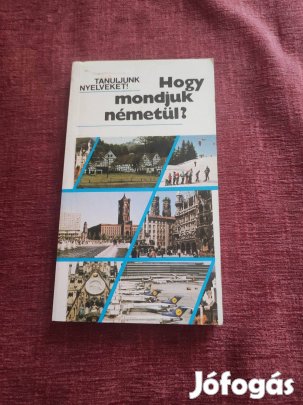 TANULJUNK
NYELVEKET!
Hogy
mondjuk
németül?
Jófogás